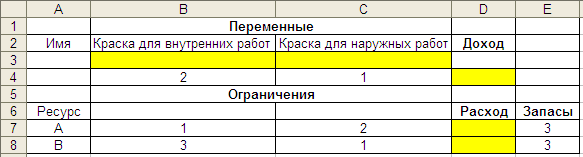 A B C D E
1 Переменные
2 Имя Краска для внутренних работ Краска для наружных работ Доход
3
4 2 1
5 Ограничения
6 Ресурс Расход Запасы
7 A 1 2 3
8 B 3 1 3